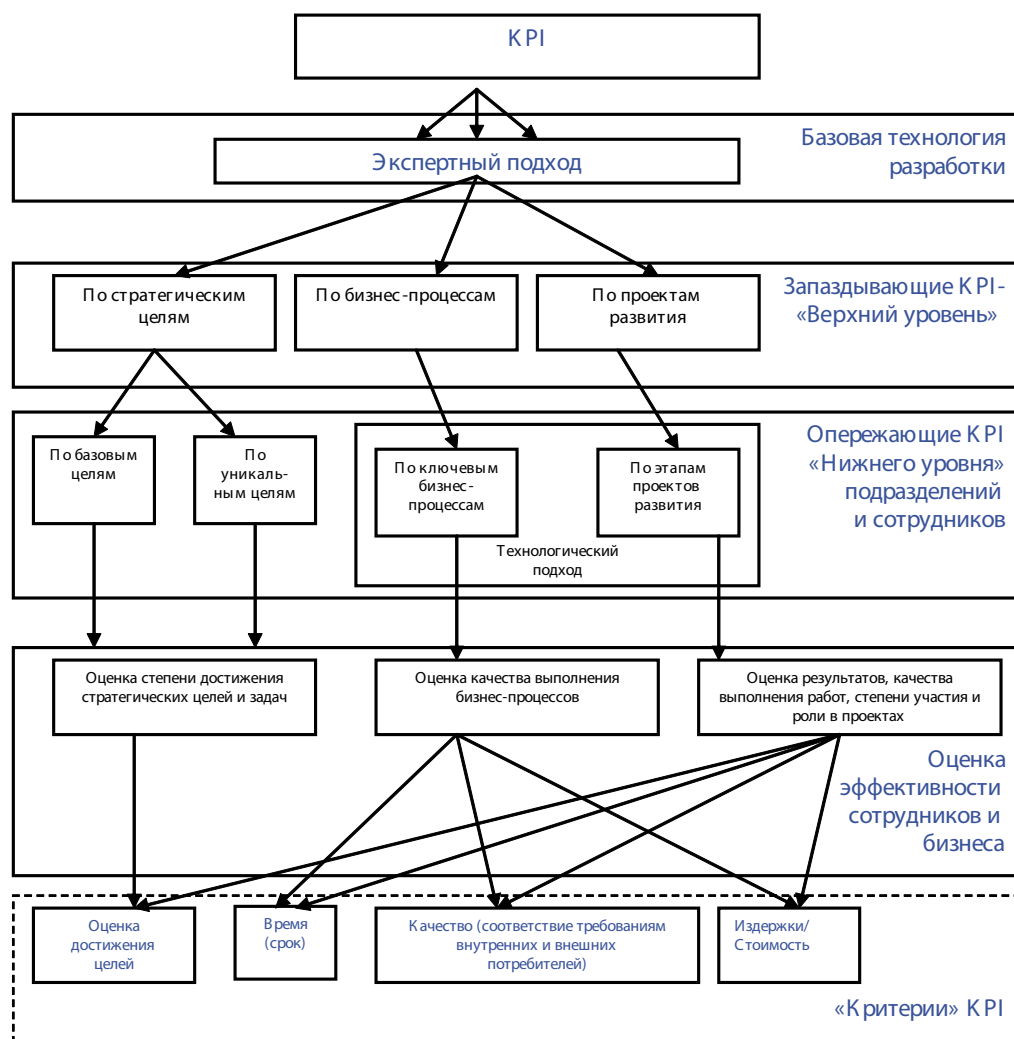 KPI
Базовая технология
разработки
Экспертный подход
Запаздывающие KPI-
«Верхний уровень»
По стратегическим
целям
По бизнес-процессам
По проектам
развития
Опережающие KPI
«Нижнего уровня»
подразделений
и сотрудников
По базовым
целям
По
уникаль-
ным целям
По ключевым
бизнес-
процессам
По этапам
проектов
развития
Технологический
подход
Оценка степени достижения
стратегических целей и задач
Оценка качества выполнения
бизнес-процессов
Оценка результатов, качества
выполнения работ, степени участия и
роли в проектах
Оценка
эффективности
сотрудников и
бизнеса
Оценка
достижения
целей
Время
(срок)
Качество (соответствие требованиям
внутренних и внешних
потребителей)
Издержки/
Стоимость
«Критерии» KPI